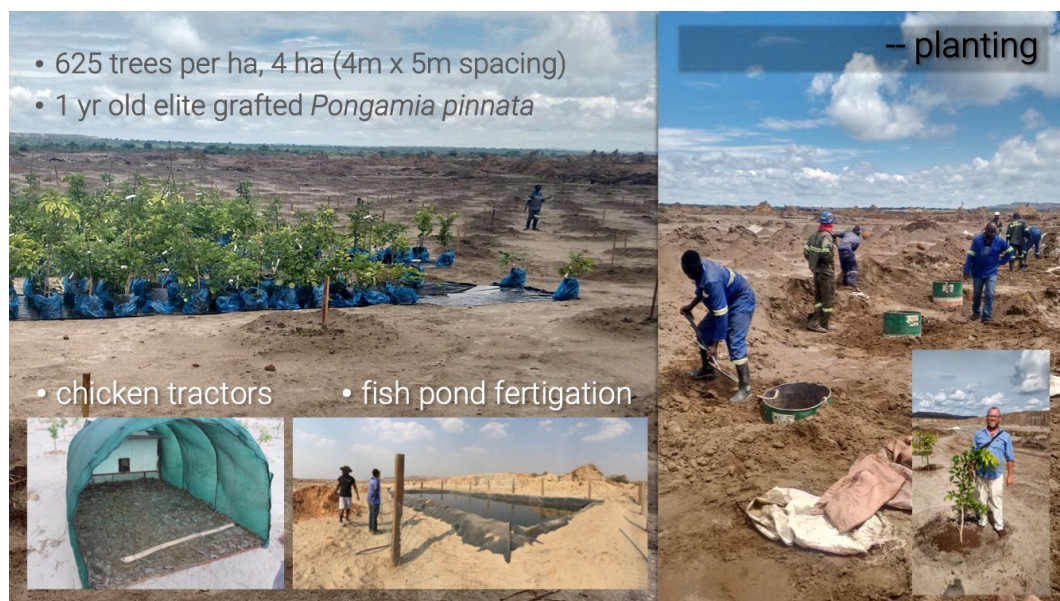 • 625 trees per ha, 4 ha (4m x 5m spacing)
• 1 yr old elite grafted Pongamia pinnata
-- planting
• chicken tractors
• fish pond fertigation